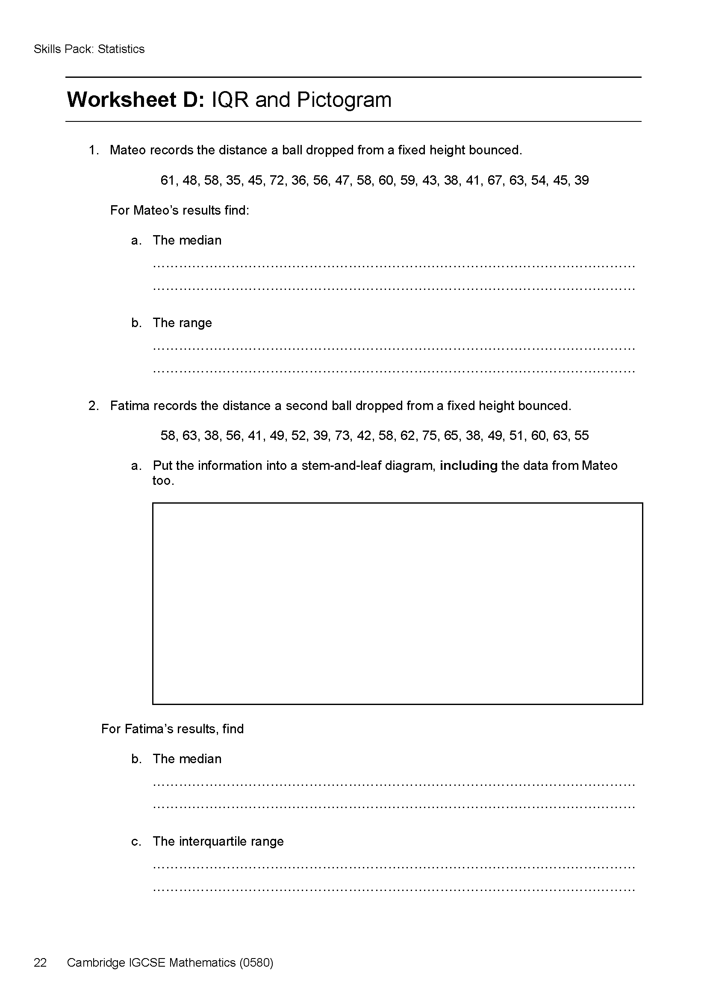 Skills Pack: Statistics
Worksheet D: IQR and Pictogram
1. Mateo records the distance a ball dropped from a fixed height bounced.
61, 48, 58, 35, 45, 72, 36, 56, 47, 58, 60, 59, 43, 38, 41, 67, 63, 54, 45, 39
For Mateo’s results find:
a. The median
b. The range
2. Fatima records the distance a second ball dropped from a fixed height bounced.
58, 63, 38, 56, 41, 49, 52, 39, 73, 42, 58, 62, 75, 65, 38, 49, 51, 60, 63, 55
a. Put the information into a stem-and-leaf diagram, including the data from Mateo
too.
For Fatima’s results, find
b. The median
c. The interquartile range
22 Cambridge IGCSE Mathematics (0580)